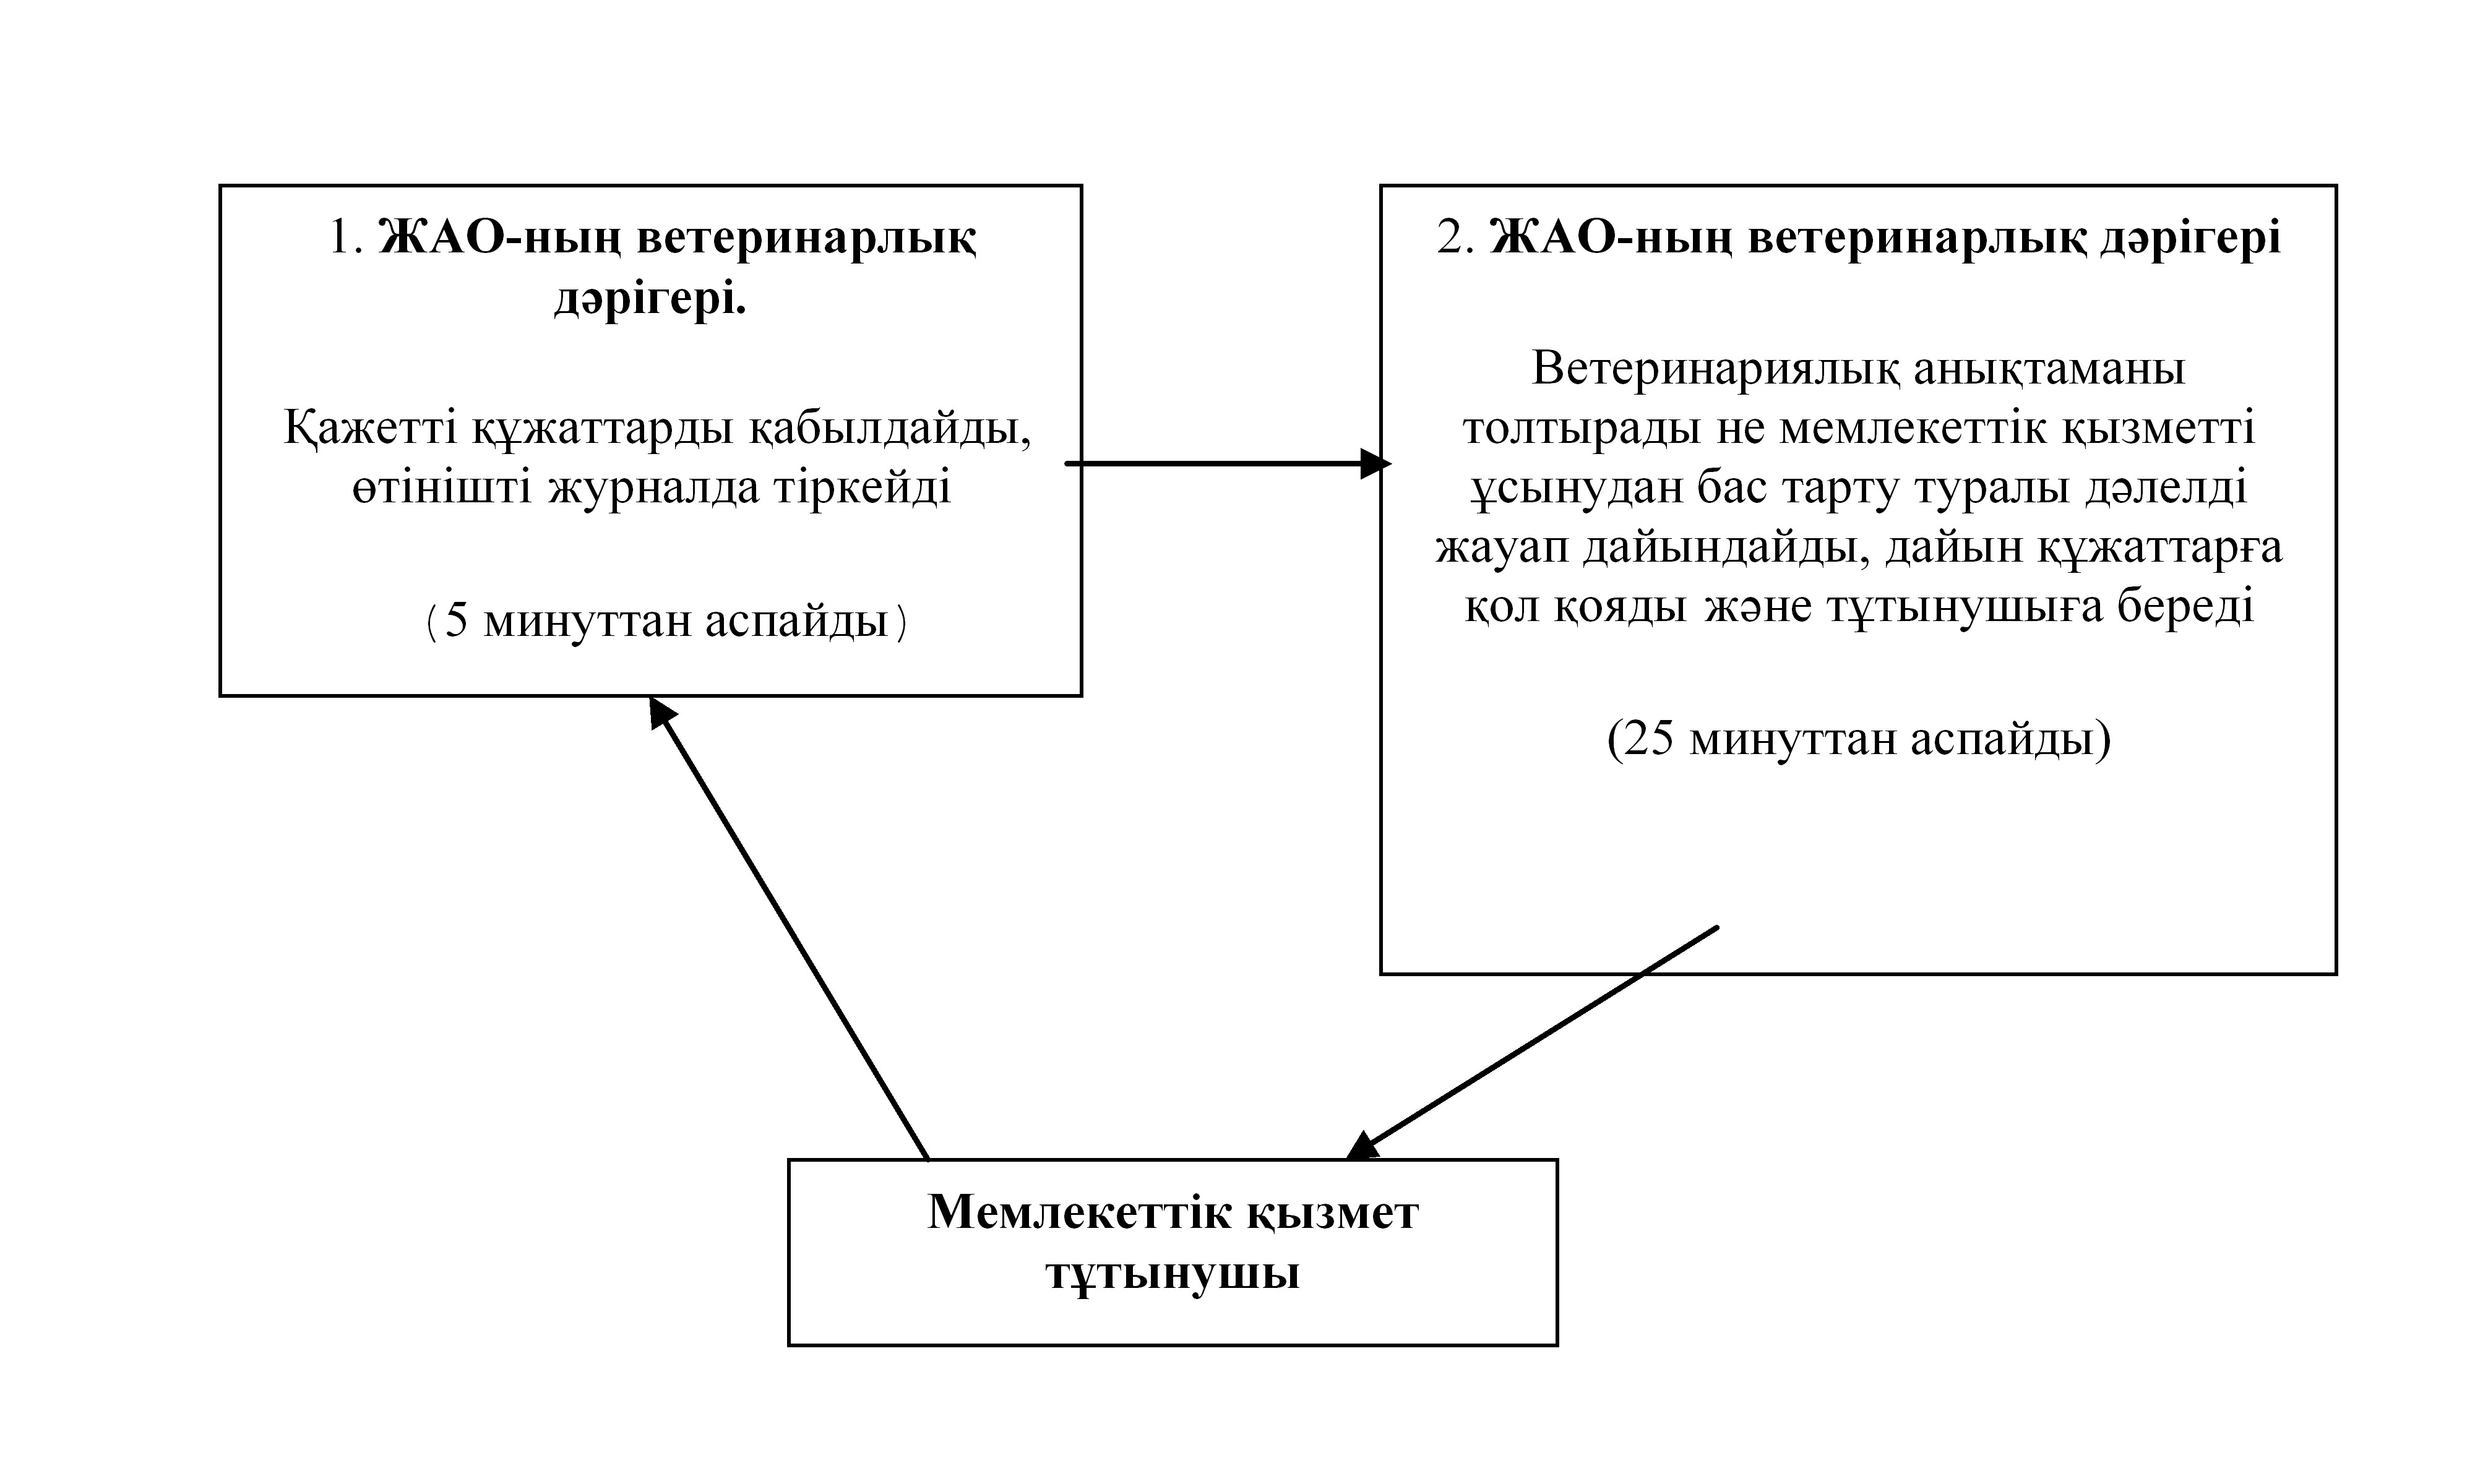 1. ЖАО-ның ветеринарлық
дәрігері.
Қажетті құжаттарды қабылдайды,
өтінішті журналда тіркейді
(5 минуттан аспайды)
2. ЖАО-ның ветеринарлық дәрігері
Ветеринариялық анықтаманы
толтырады не мемлекеттік қызметті
ұсынудан бас тарту туралы дәлелді
жауап дайындайды, дайын құжаттарға
қол қояды және тұтынушыға береді
(25 минуттан аспайды)
Мемлекеттік қызмет
тұтынушы